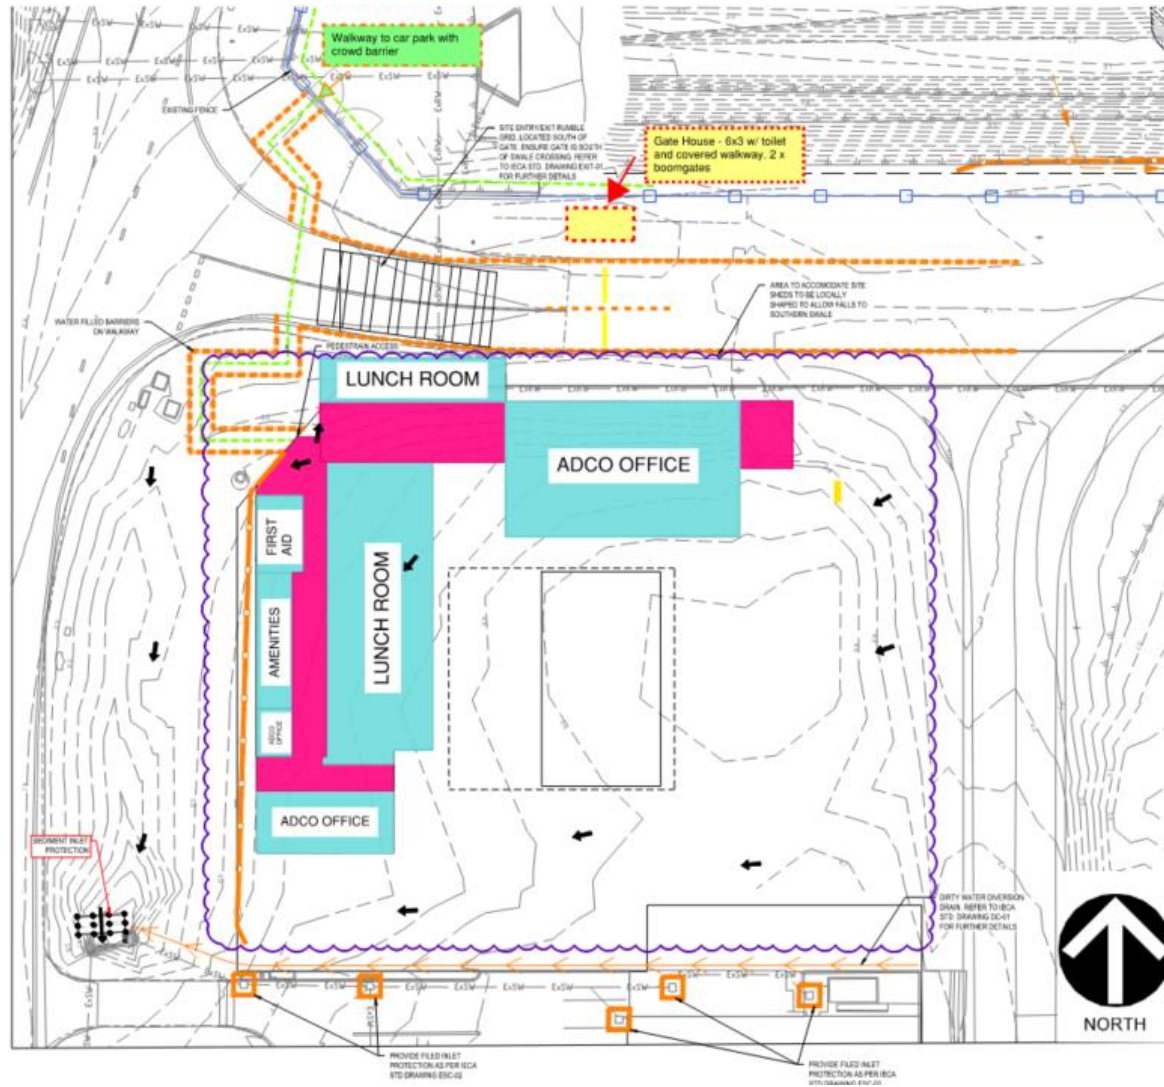 Walkway to car park with
crowd barrier
EXISTING FENCE
SITE ENTRY/EXIT RUMBLE
GRID, LOCATED SOUTH OF
GATE. ENSURE GATE IS SOUTH
OF SWALE CROSSING. REFER
TO IECA STD. DRAWING EXIT-01
FOR FURTHER DETAILS
Gate House - 6x3 w/ toilet
and covered walkway. 2 x
boomgates
AREA TO ACCOMODATE SITE
SHEDS TO BE LOCALLY
SHAPED TO ALLOW FALLS TO
SOUTHERN SWALE
WATER FILLED BARRIERS
ON WALKWAY
PEDESTRAIN ACCESS
LUNCH ROOM
ADCO OFFICE
FIRST
AID
LUNCH ROOM
AMENITIES
ADCO
OFFICE
ADCO OFFICE
SEDIMENT INLET
PROTECTION
DIRTY WATER DIVERSION
DRAIN. REFER TO IECA
STD. DRAWING DC-01
FOR FURTHER DETAILS
NORTH
PROVIDE FILED INLET
PROTECTION AS PER IECA
STD DRAWING ESC-02
PROVIDE FILED INLET
PROTECTION AS PER IECA
STD DRAWING ESC-02